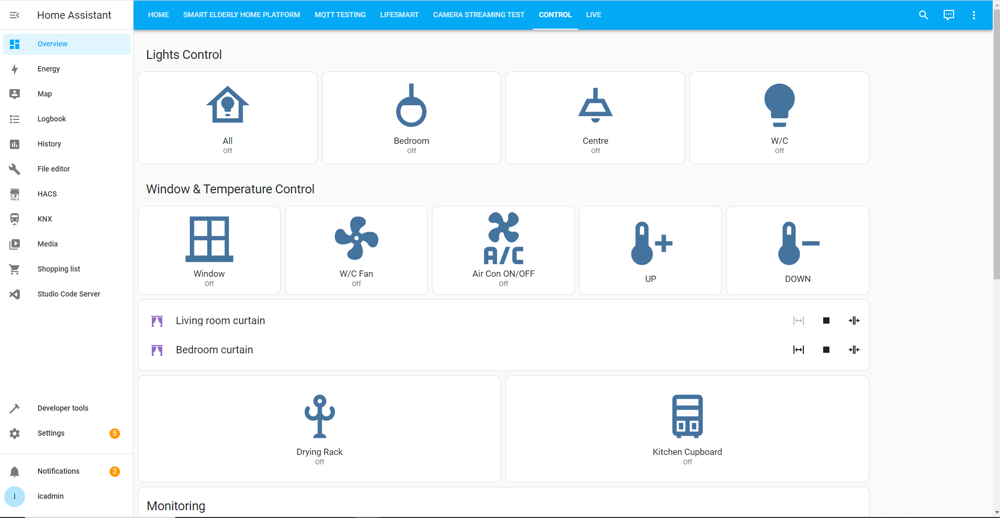 Home Assistant
HOME SMART ELDERLY HOME PLATFORM MQTT TESTING LIFESMART CAMERA STREAMING TEST CONTROL LIVE
Overview
Energy
Map
Logbook
History
File editor
HACS
HACS
KNX
Media
Shopping list
Studio Code Server
Developer tools
Settings 5
Notifications 2
i icadmin
Lights Control
All
Off
Bedroom
Off
Centre
Off
W/C
Off
Window & Temperature Control
Window
Off
W/C Fan
Off
A/C
Air Con ON/OFF
Off
UP
DOWN
Living room curtain
Bedroom curtain
Drying Rack
Off
Kitchen Cupboard
Off
Monitoring